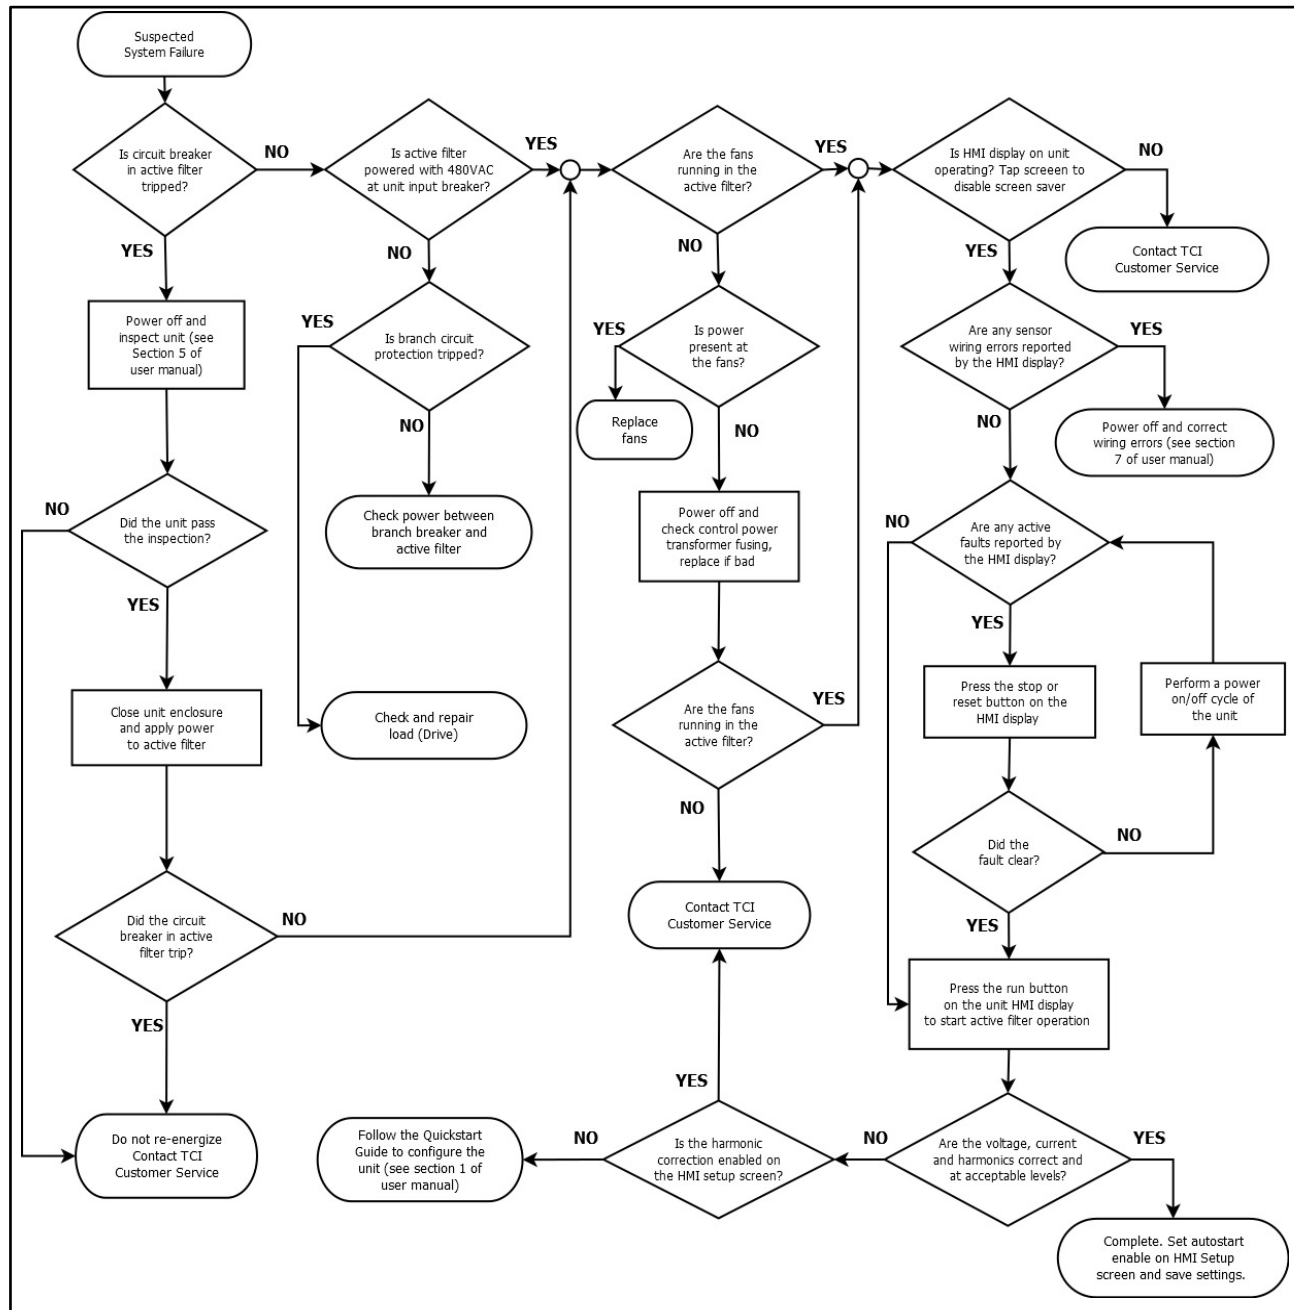 Suspected
System Failure
Is circuit breaker
in active filter
tripped?
NO
YES
Power off and
inspect unit (see
Section 5 of
user manual)
Did the unit pass
the inspection?
NO
YES
Close unit enclosure
and apply power
to active filter
Did the circuit
breaker in active
filter trip?
NO
YES
Do not re-energize
Contact TCI
Customer Service
Is active filter
powered with 480VAC
at unit input breaker?
YES
NO
Is branch circuit
protection tripped?
YES
NO
Check power between
branch breaker and
active filter
Check and repair
load (Drive)
Are the fans
running in the
active filter?
YES
NO
Is power
present at
the fans?
YES
Replace
fans
NO
Power off and
check control power
transformer fusing,
replace if bad
Are the fans
running in the
active filter?
YES
NO
Contact TCI
Customer Service
YES
Is the harmonic
correction enabled on
the HMI setup screen?
NO
Follow the Quickstart
Guide to configure the
unit (see section 1 of
user manual)
Is HMI display on unit
operating? Tap screeen to
disable screen saver
NO
Contact TCI
Customer Service
YES
Are any sensor
wiring errors reported
by the HMI display?
YES
Power off and correct
wiring errors (see section
7 of user manual)
NO
Are any active
faults reported by
the HMI display?
NO
YES
Press the stop or
reset button on the
HMI display
Perform a power
on/off cycle of
the unit
Did the
fault clear?
NO
YES
Press the run button
on the unit HMI display
to start active filter operation
Are the voltage, current
and harmonics correct and
at acceptable levels?
NO
YES
Complete. Set autostart
enable on HMI Setup
screen and save settings.